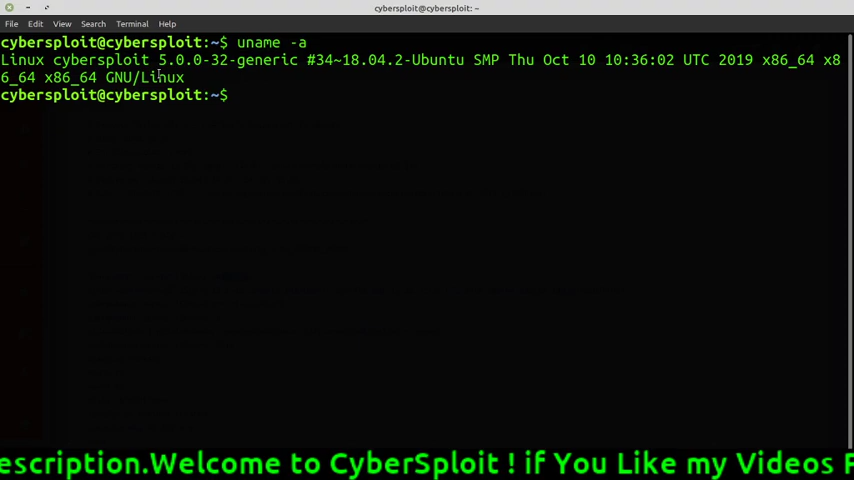 cybersploit@cybersploit: ~
File Edit View Search Terminal Help
cybersploit@cybersploit:~$ uname -a
Linux cybersploit 5.0.0-32-generic #34~18.04.2-Ubuntu SMP Thu Oct 10 10:36:02 UTC 2019 x86_64 x8
6_64 x86_64 GNU/Linux
cybersploit@cybersploit:~$
escription.Welcome to CyberSploit ! if You Like my Videos